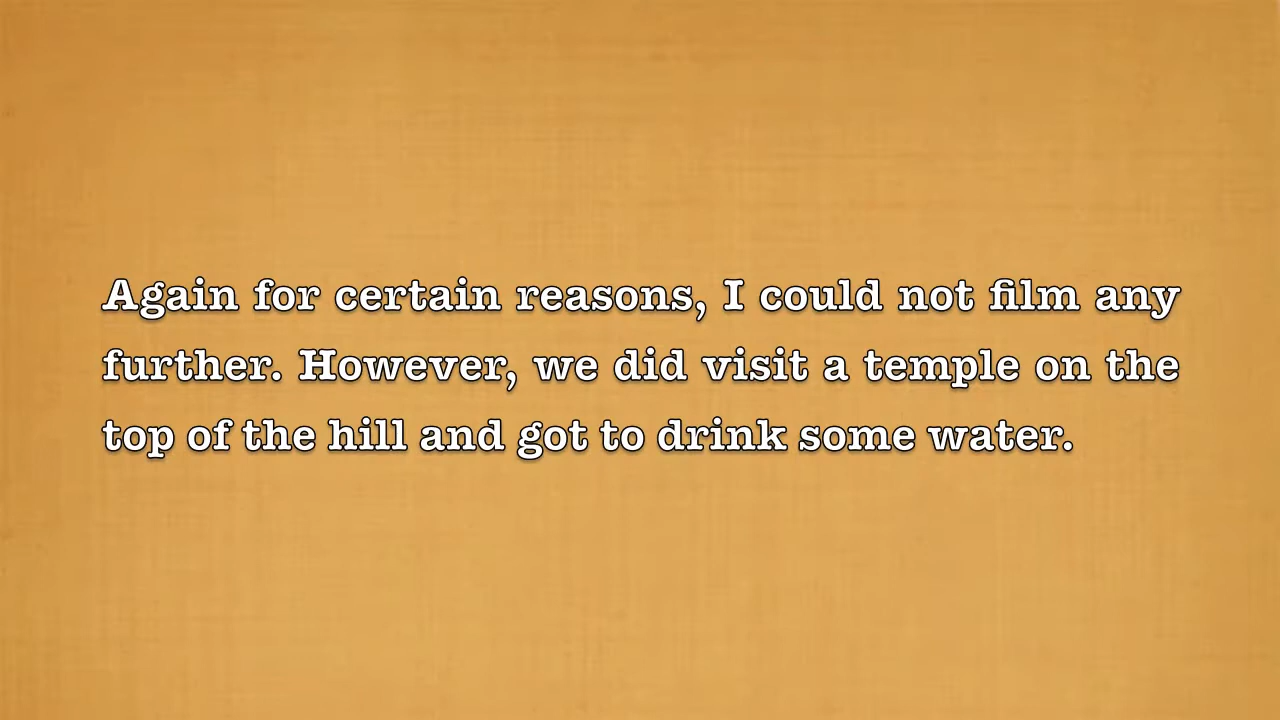 Again for certain reasons, I could not film any
further. However, we did visit a temple on the
top of the hill and got to drink some water.